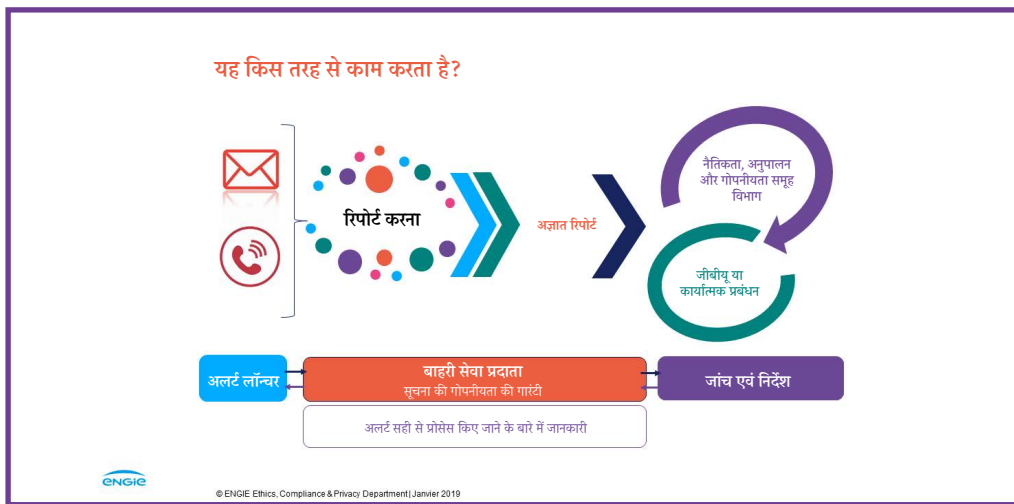 यह किस तरह से काम करता है?
रिपोर्ट करना
अज्ञात रिपोर्ट
नैतिकता, अनुपालन
और गोपनीयता समूह
विभाग
जीबीयू या
कार्यात्मक प्रबंधन
अलर्ट लॉन्चर
बाहरी सेवा प्रदाता
सूचना की गोपनीयता की गारंटी
जांच एवं निर्देश
अलर्ट सही से प्रोसेस किए जाने के बारे में जानकारी
ENGIE
© ENGIE Ethics, Compliance & Privacy Department| Janvier 2019